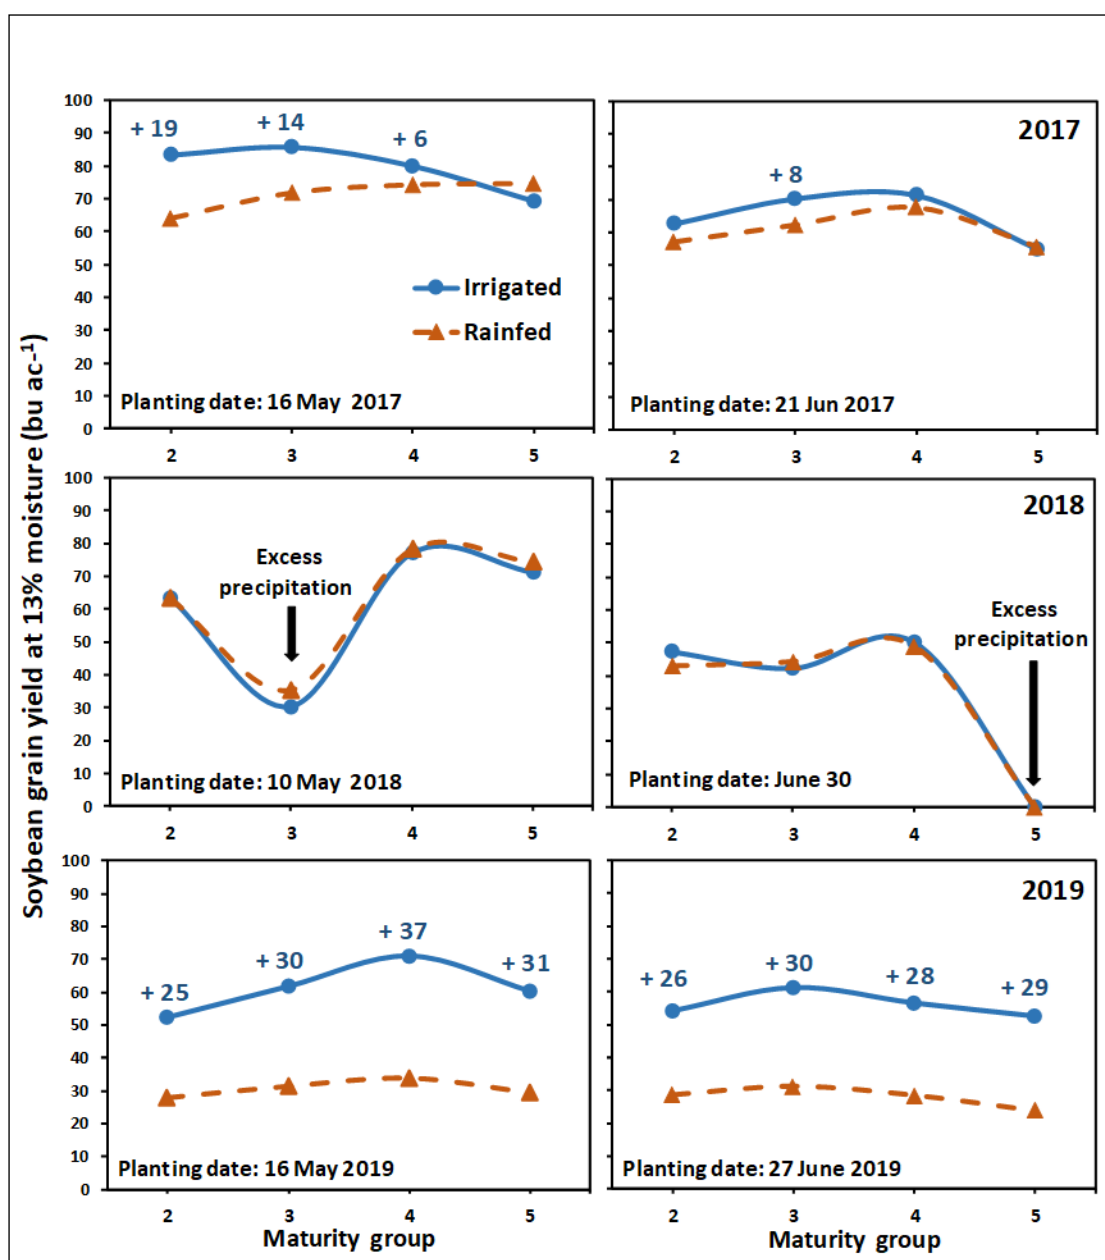 Soybean grain yield at 13% moisture (bu ac-1)
100
90
80
70
60
50
40
30
20
10
0
+ 19
+ 14
+ 6
Irrigated
Rainfed
Planting date: 16 May 2017
2 3 4 5
2017
+ 8
Planting date: 21 Jun 2017
2 3 4 5
100
90
80
70
60
50
40
30
20
10
0
Excess
precipitation
Planting date: 10 May 2018
2 3 4 5
2018
Excess
precipitation
Planting date: June 30
2 3 4 5
100
90
80
70
60
50
40
30
20
10
0
+ 25
+ 30
+ 37
+ 31
Planting date: 16 May 2019
2 3 4 5
Maturity group
2019
+ 26
+ 30
+ 28
+ 29
Planting date: 27 June 2019
2 3 4 5
Maturity group